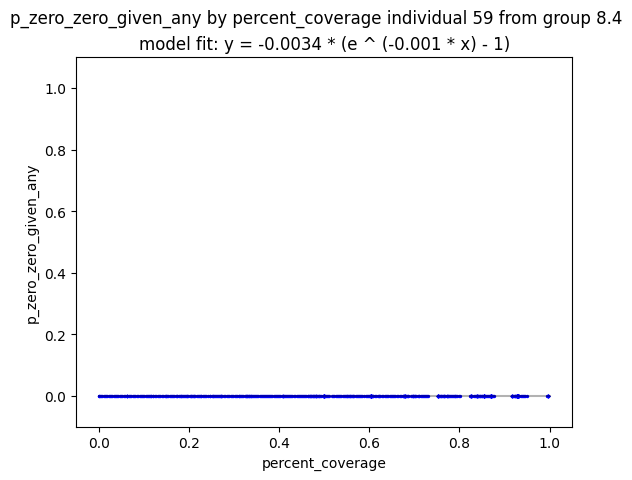 p_zero_zero_given_any by percent_coverage individual 59 from group 8.4
model fit: y = -0.0034 * (e ^ (-0.001 * x) - 1)
1.0
0.8
0.6
0.4
0.2
0.0
p_zero_zero_given_any
0.0 0.2 0.4 0.6 0.8 1.0
percent_coverage